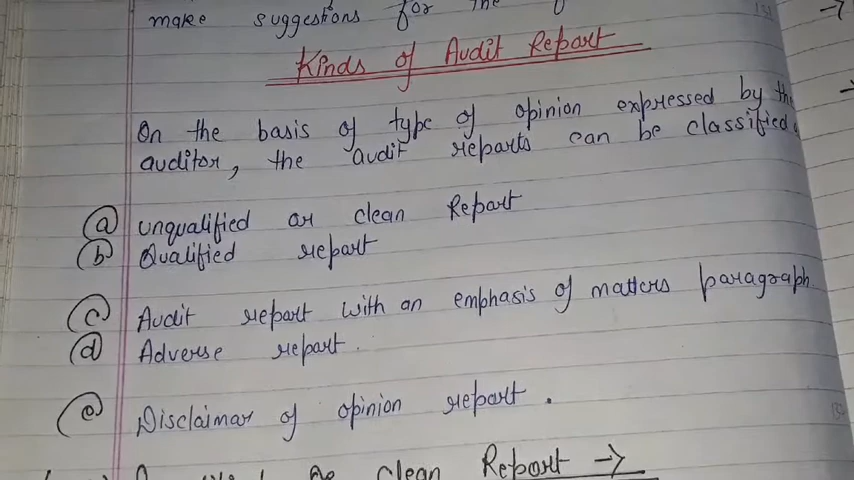 make suggestions for the
Kinds of Audit Report
On the basis of type of opinion expressed by the
auditor, the audit reports can be classified
(a) unqualified or clean Report
(b) Qualified report
(c) Audit report with an emphasis of matters paragraph
(d) Adverse report.
(e) Disclaimar of opinion report.
clean Report →